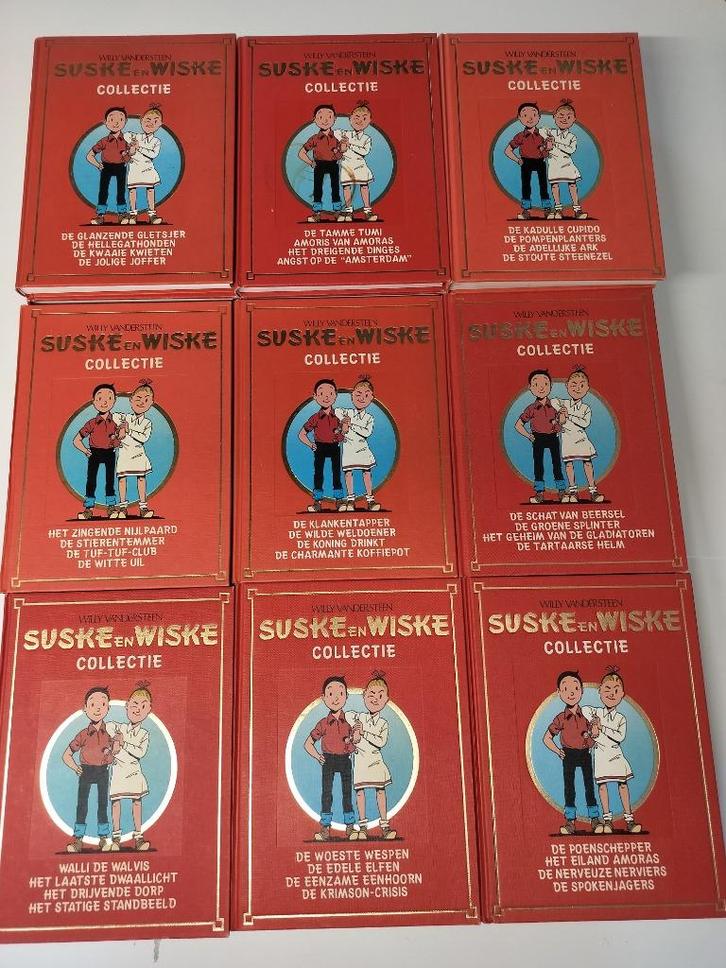 WILLY VANDERSTEEN
SUSKE EN WISKE
COLLECTIE
DE GLANZENDE GLETSJER
DE HELLEGATHONDEN
DE KWAAIE KWIETEN
DE JOLIGE JOFFER
WILLY VANDERSTEEN
SUSKE EN WISKE
COLLECTIE
DE TAMME TUMI
AMORIS VAN AMORAS
HET DREIGENDE DINGES
ANGST OP DE "AMSTERDAM"
WILLY VANDERSTEEN
SUSKE EN WISKE
COLLECTIE
DE KADULLE CUPIDO
DE POMPENPLANTERS
DE ADELLIJKE ARK
DE STOUTE STEENEZEL
WILLY VANDERSTEEN
SUSKE EN WISKE
COLLECTIE
HET ZINGENDE NIJLPAARD
DE STIERENTEMMER
DE TUF-TUF-CLUB
DE WITTE UIL
WILLY VANDERSTEEN
SUSKE EN WISKE
COLLECTIE
DE KLANKENTAPPER
DE WILDE WELDOENER
DE KONING DRINKT
DE CHARMANTE KOFFIEPOT
WILLY VANDERSTEEN
SUSKE EN WISKE
COLLECTIE
DE SCHAT VAN BEERSEL
DE GROENE SPLINTER
HET GEHEIM VAN DE GLADIATOREN
DE TARTAARSE HELM
WILLY VANDERSTEEN
SUSKE EN WISKE
COLLECTIE
WALLI DE WALVIS
HET LAATSTE DWAALLICHT
HET DRIJVENDE DORP
HET STATIGE STANDBEELD
WILLY VANDERSTEEN
SUSKE EN WISKE
COLLECTIE
DE WOESTE WESPEN
DE EDELE ELFEN
DE EENZAME EENHOORN
DE KRIMSON-CRISIS
WILLY VANDERSTEEN
SUSKE EN WISKE
COLLECTIE
DE POENSCHEPPER
HET EILAND AMORAS
DE NERVEUZE NERVIERS
DE SPOKENJAGERS